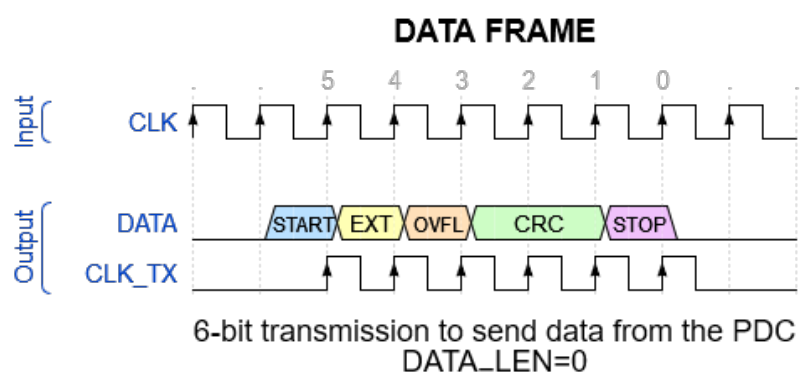 DATA FRAME
. . 5 4 3 2 1 0 . .
Input
CLK
Output
DATA
START EXT OVFL CRC STOP
CLK_TX
6-bit transmission to send data from the PDC
DATA_LEN=0